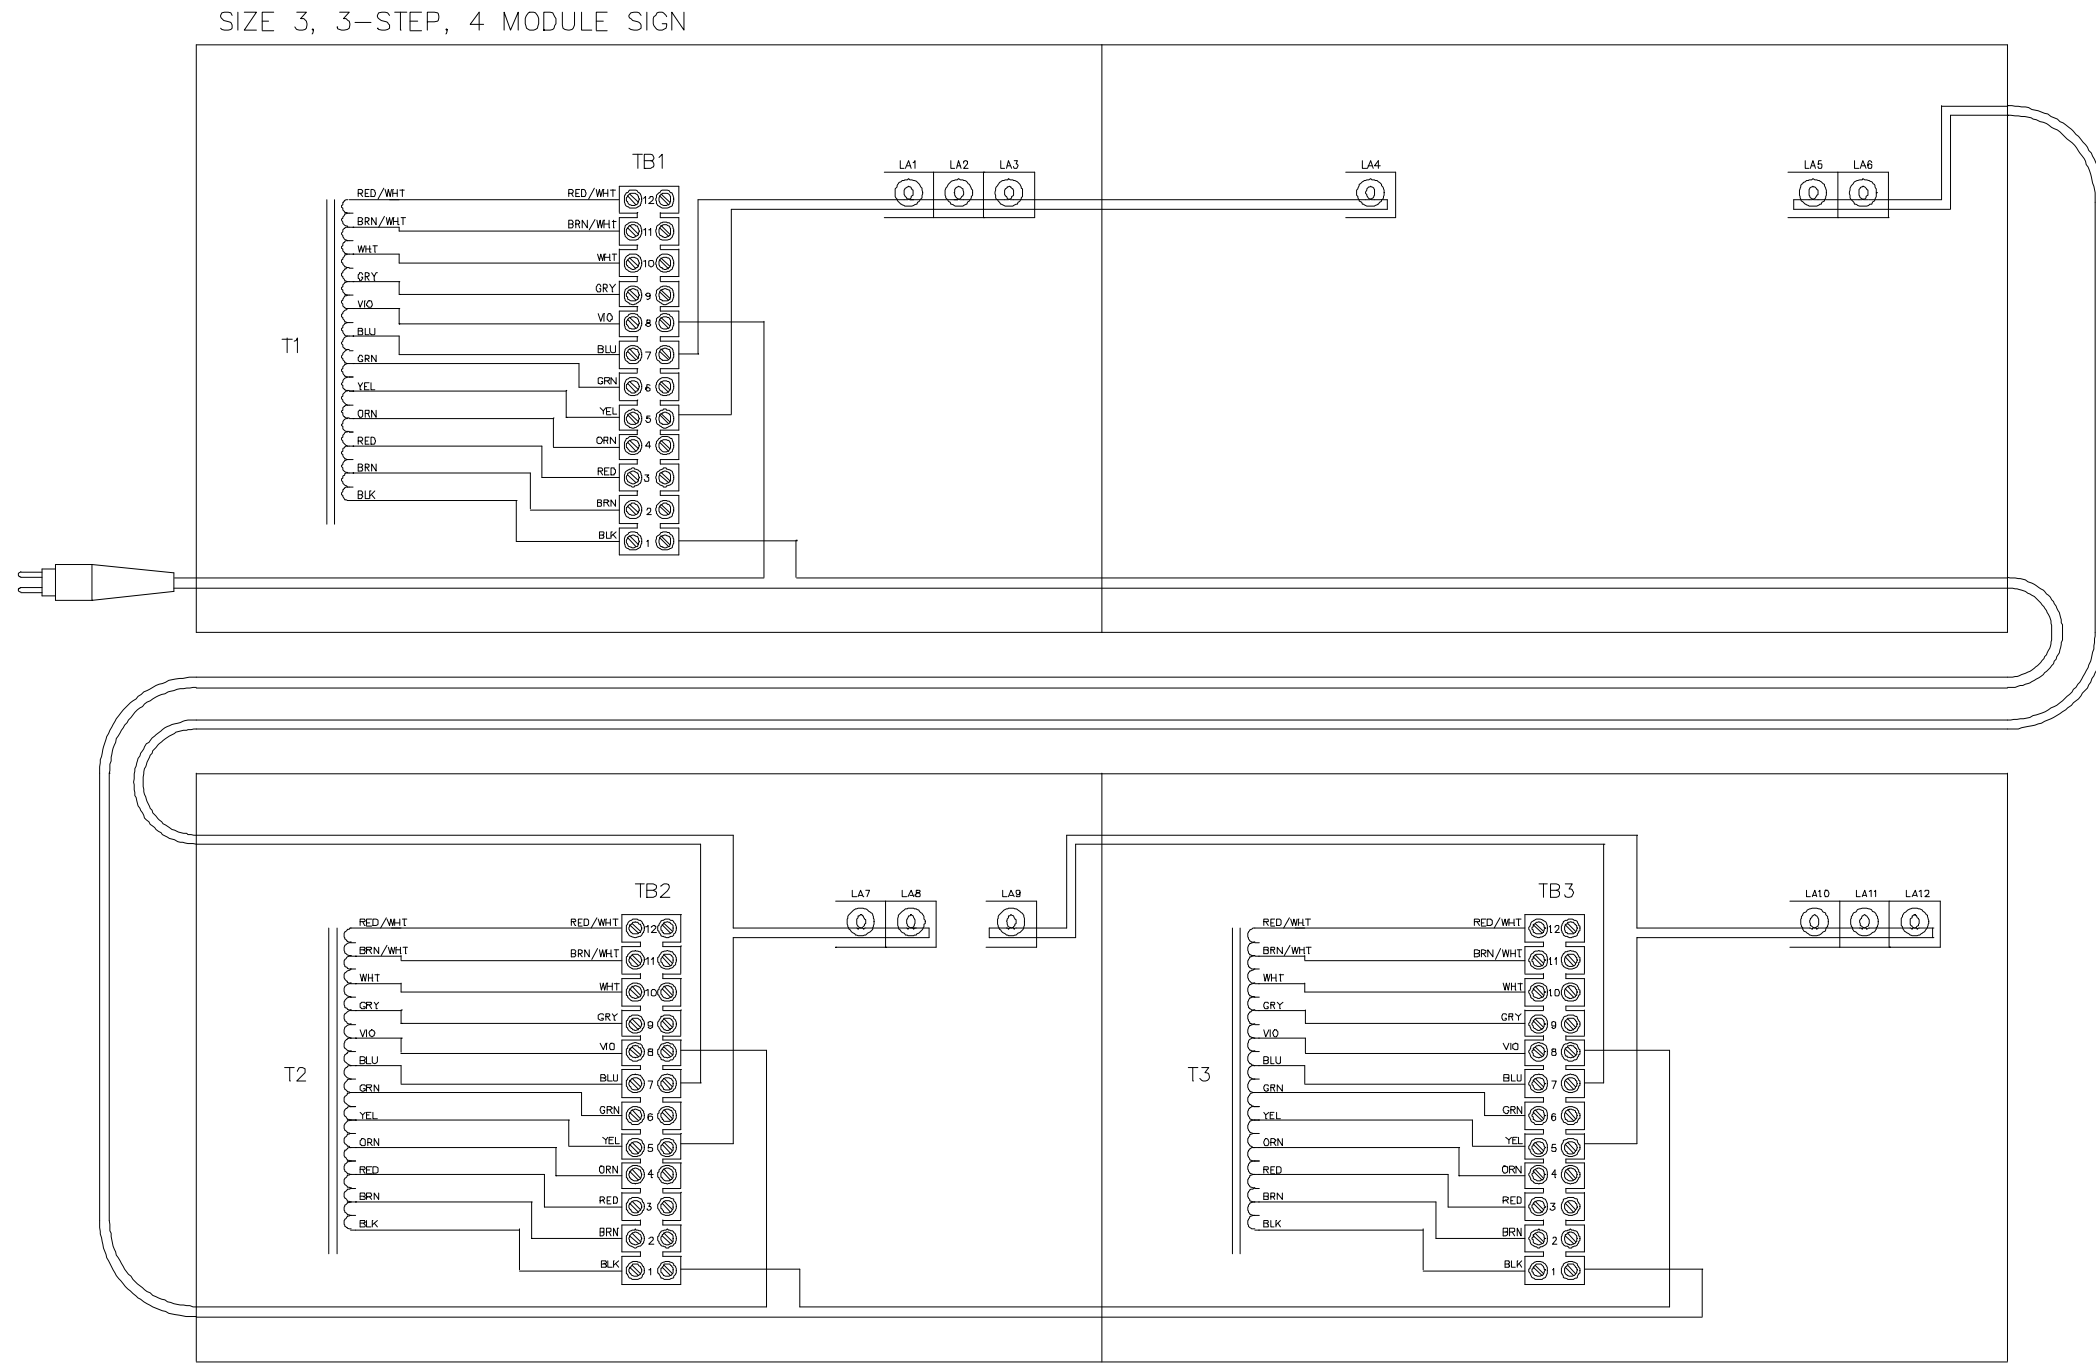 SIZE 3, 3-STEP, 4 MODULE SIGN
TB1
LA1 LA2 LA3 LA4 LA5 LA6
RED/WHT RED/WHT 12
BRN/WHT BRN/WHT 11
WHT WHT 10
GRY GRY 9
VIO VIO 8
BLU BLU 7
T1
GRN GRN 6
YEL YEL 5
ORN ORN 4
RED RED 3
BRN BRN 2
BLK BLK 1
TB2 TB3
LA7 LA8 LA9 LA10 LA11 LA12
RED/WHT RED/WHT 12 RED/WHT RED/WHT 12
BRN/WHT BRN/WHT 11 BRN/WHT BRN/WHT 11
WHT WHT 10 WHT WHT 10
GRY GRY 9 GRY GRY 9
VIO VIO 8 VIO VIO 8
BLU BLU 7 BLU BLU 7
T2 T3
GRN GRN 6 GRN GRN 6
YEL YEL 5 YEL YEL 5
ORN ORN 4 ORN ORN 4
RED RED 3 RED RED 3
BRN BRN 2 BRN BRN 2
BLK BLK 1 BLK BLK 1